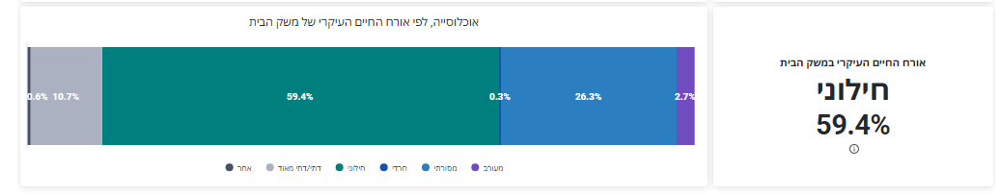 אוכלוסייה, לפי אורח החיים העיקרי של משק הבית
0.6% 10.7% 59.4% 0.3% 26.3% 2.7%
מעורב מסורתי חרדי חילוני דתי/דתי מאוד אחר
אורח החיים העיקרי במשק הבית
חילוני
59.4%